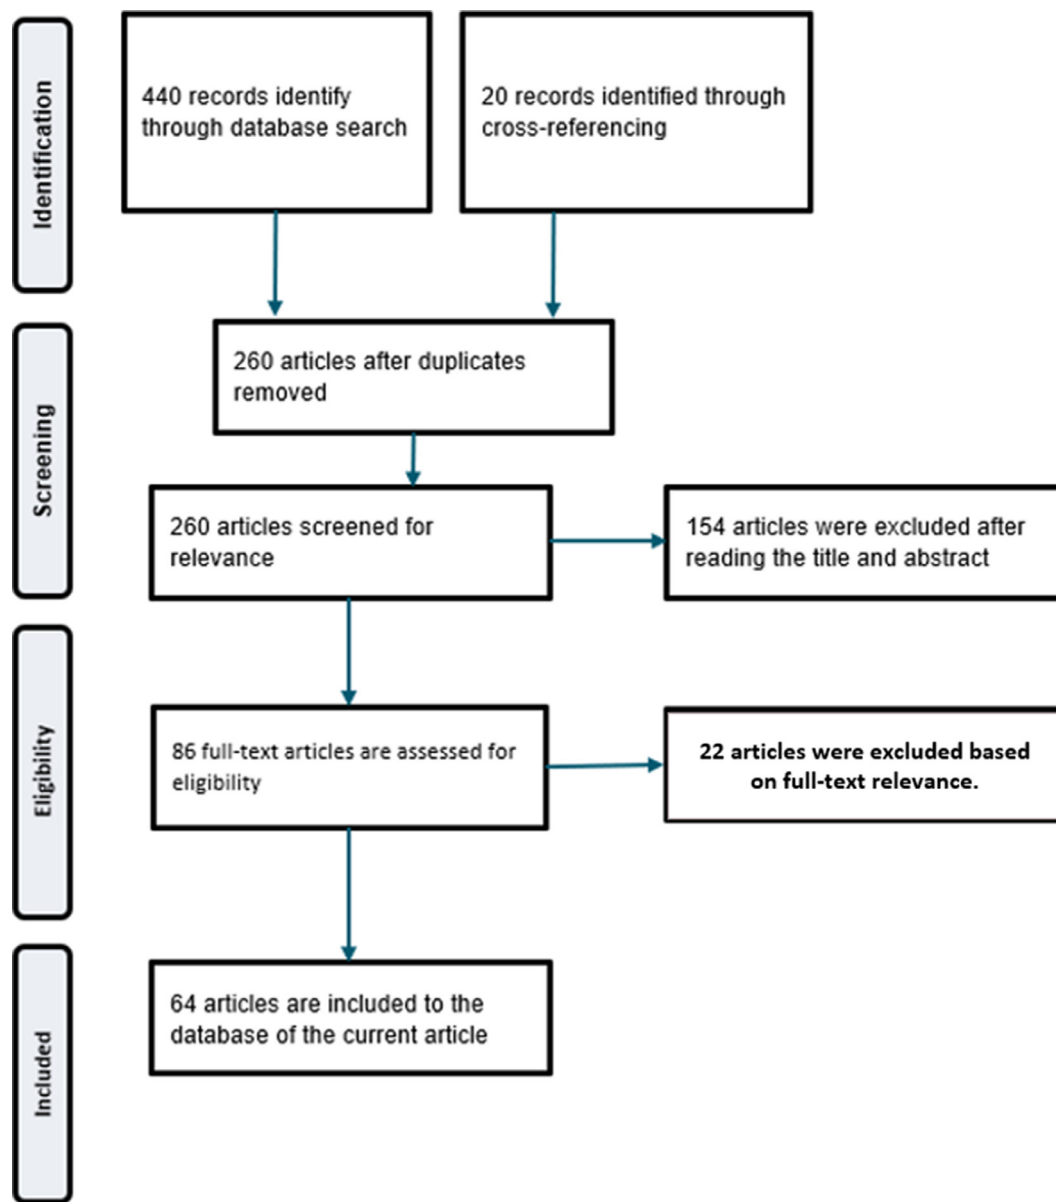 Identification
440 records identify
through database search
20 records identified through
cross-referencing
Screening
260 articles after duplicates
removed
260 articles screened for
relevance
154 articles were excluded after
reading the title and abstract
Eligibility
86 full-text articles are assessed for
eligibility
22 articles were excluded based
on full-text relevance.
Included
64 articles are included to the
database of the current article